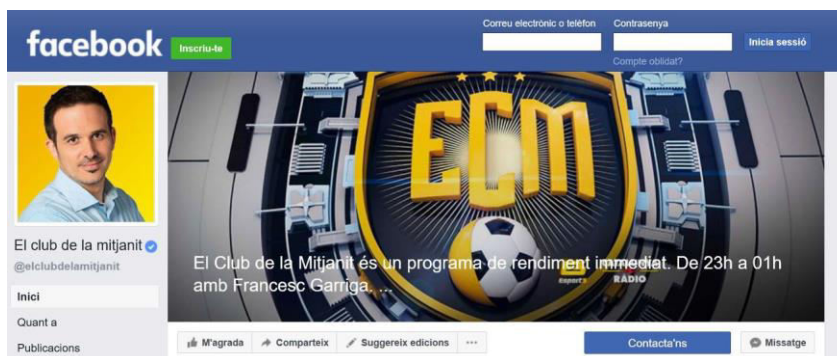 facebook
Inscriu-te
Correu electrònic o telèfon
Contrasenya
Inicia sessió
Compte oblidat?
ECM
El club de la mitjanit
@elclubdelamitjanit
El Club de la Mitjanit és un programa de rendiment immediat. De 23h a 01h
amb Francesc Garriga. ...
Esports
RÀDIO
Inici
Quant a
Publicacions
M'agrada
Comparteix
Suggereix edicions
Contacta'ns
Missatge